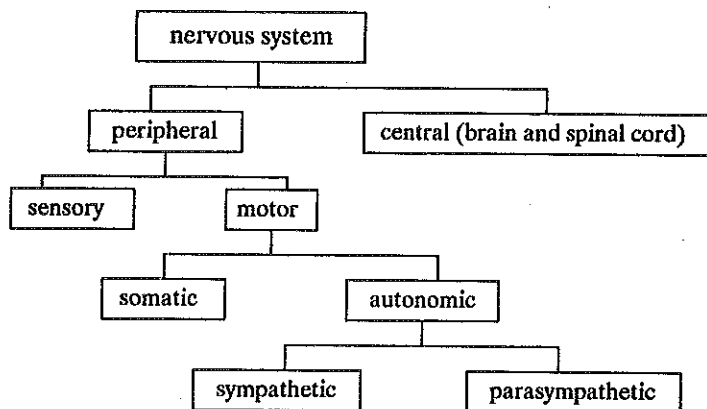 nervous system
peripheral
central (brain and spinal cord)
sensory
motor
somatic
autonomic
sympathetic
parasympathetic